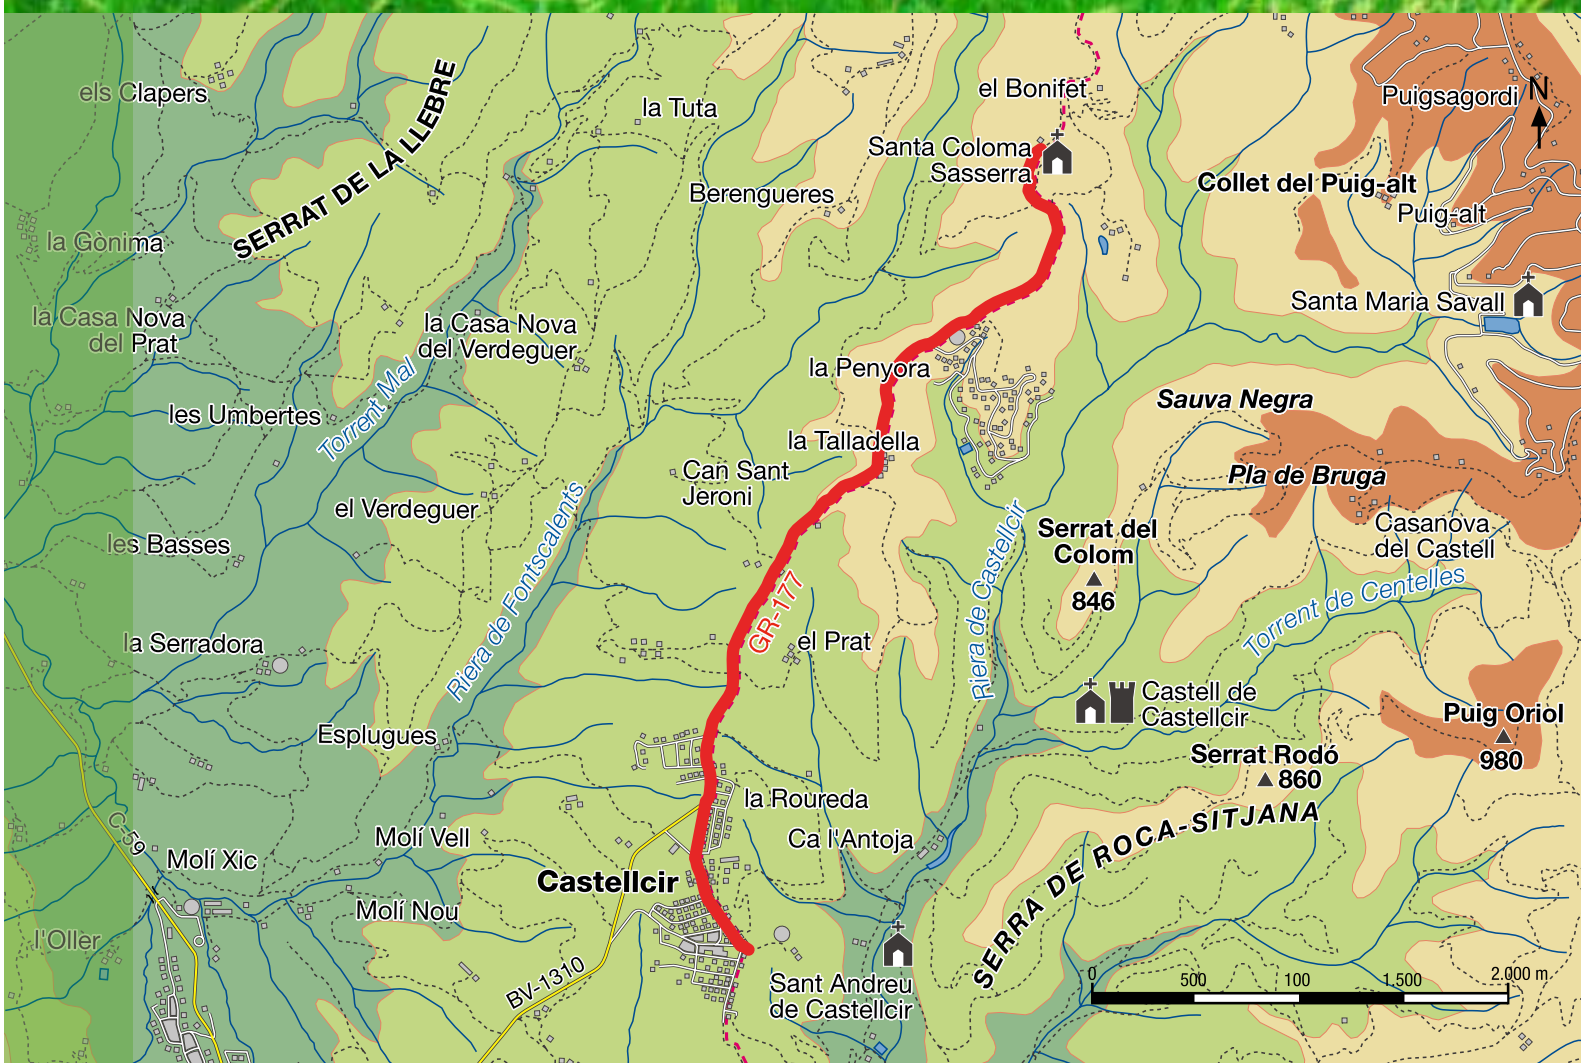 els Clapers
SERRAT DE LA LLEBRE
la Tuta
el Bonifet
Puigsagordi
N
Santa Coloma
Sasserra
Berengueres
Collet del Puig-alt
Puig-alt
la Gònima
Santa Maria Savall
la Casa Nova
del Prat
la Casa Nova
del Verdeguer
la Penyora
Torrent Mal
les Umbertes
Sauva Negra
la Talladella
Can Sant
Jeroni
Pla de Bruga
el Verdeguer
Riera de Fontscalents
Riera de Castellcir
Serrat del
Colom
846
Casanova
del Castell
les Basses
Torrent de Centelles
GR-177
la Serradora
el Prat
Castell de
Castellcir
Puig Oriol
980
Esplugues
Serrat Rodó
860
la Roureda
SERRA DE ROCA-SITJANA
C-59
Molí Vell
Ca l'Antoja
Molí Xic
Castellcir
Molí Nou
l'Oller
BV-1310
Sant Andreu
de Castellcir
0 500 100 1.500 2.000 m